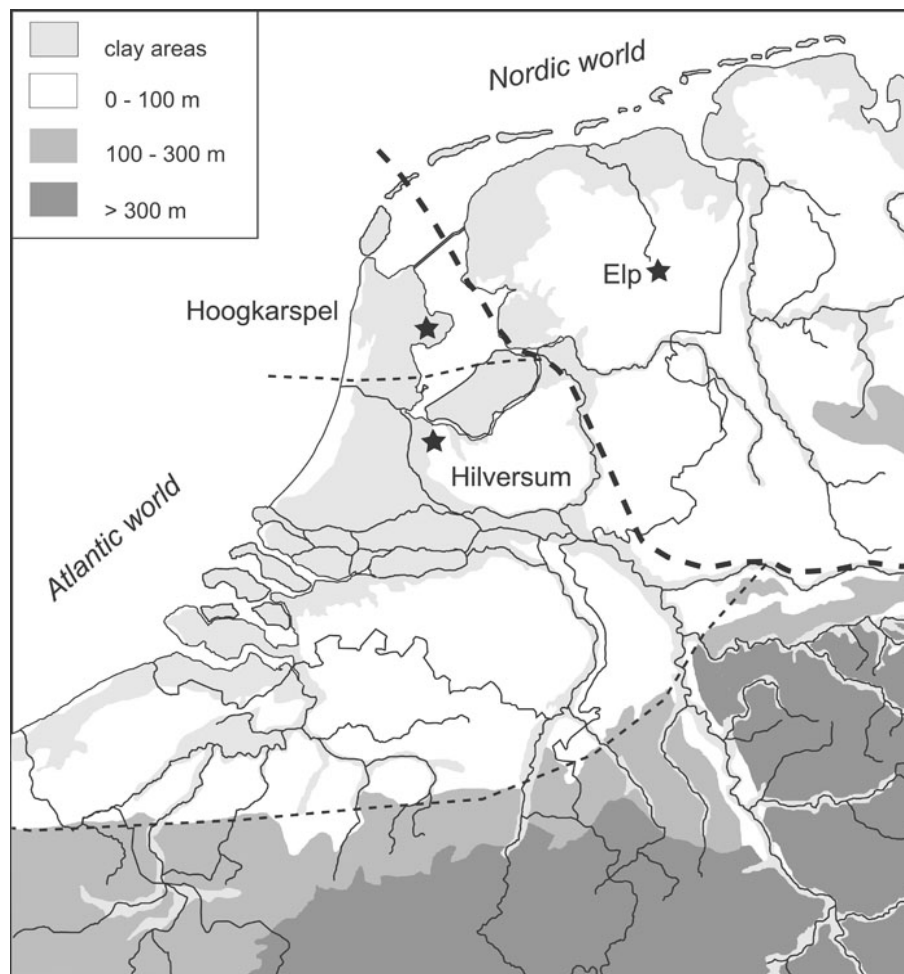 clay areas
0 - 100 m
100 - 300 m
> 300 m
Nordic world
Elp
Hoogkarspel
Hilversum
Atlantic world